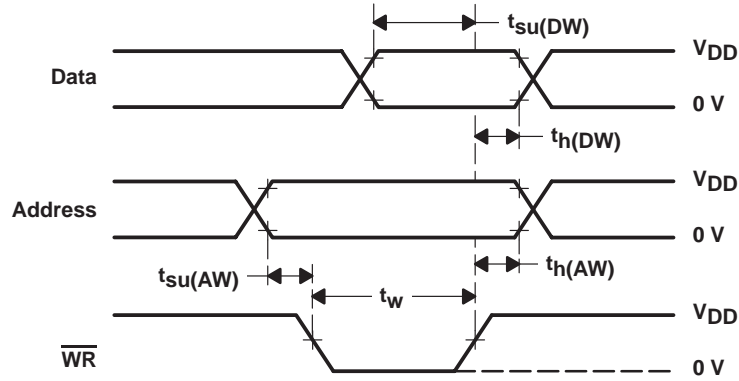 tsu(DW)
VDD
Data
0 V
th(DW)
VDD
Address
0 V
tsu(AW)
th(AW)
tw
VDD
WR
0 V